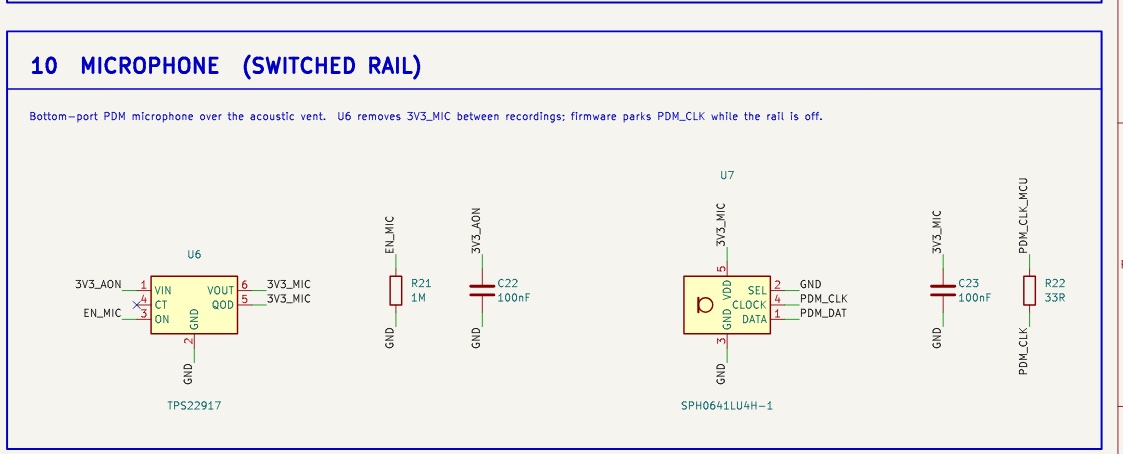 10 MICROPHONE (SWITCHED RAIL)
Bottom-port PDM microphone over the acoustic vent. U6 removes 3V3_MIC between recordings; firmware parks PDM_CLK while the rail is off.
U6
3V3_AON 1 VIN VOUT 6 3V3_MIC
4 CT QOD 5 3V3_MIC
EN_MIC 3 ON
GND
2
GND
TPS22917
EN_MIC
R21
1M
GND
3V3_AON
C22
100nF
GND
U7
3V3_MIC
5
VDD
SEL 2 GND
CLOCK 4 PDM_CLK
DATA 1 PDM_DAT
GND
3
GND
SPH0641LU4H-1
3V3_MIC
C23
100nF
GND
PDM_CLK_MCU
R22
33R
PDM_CLK